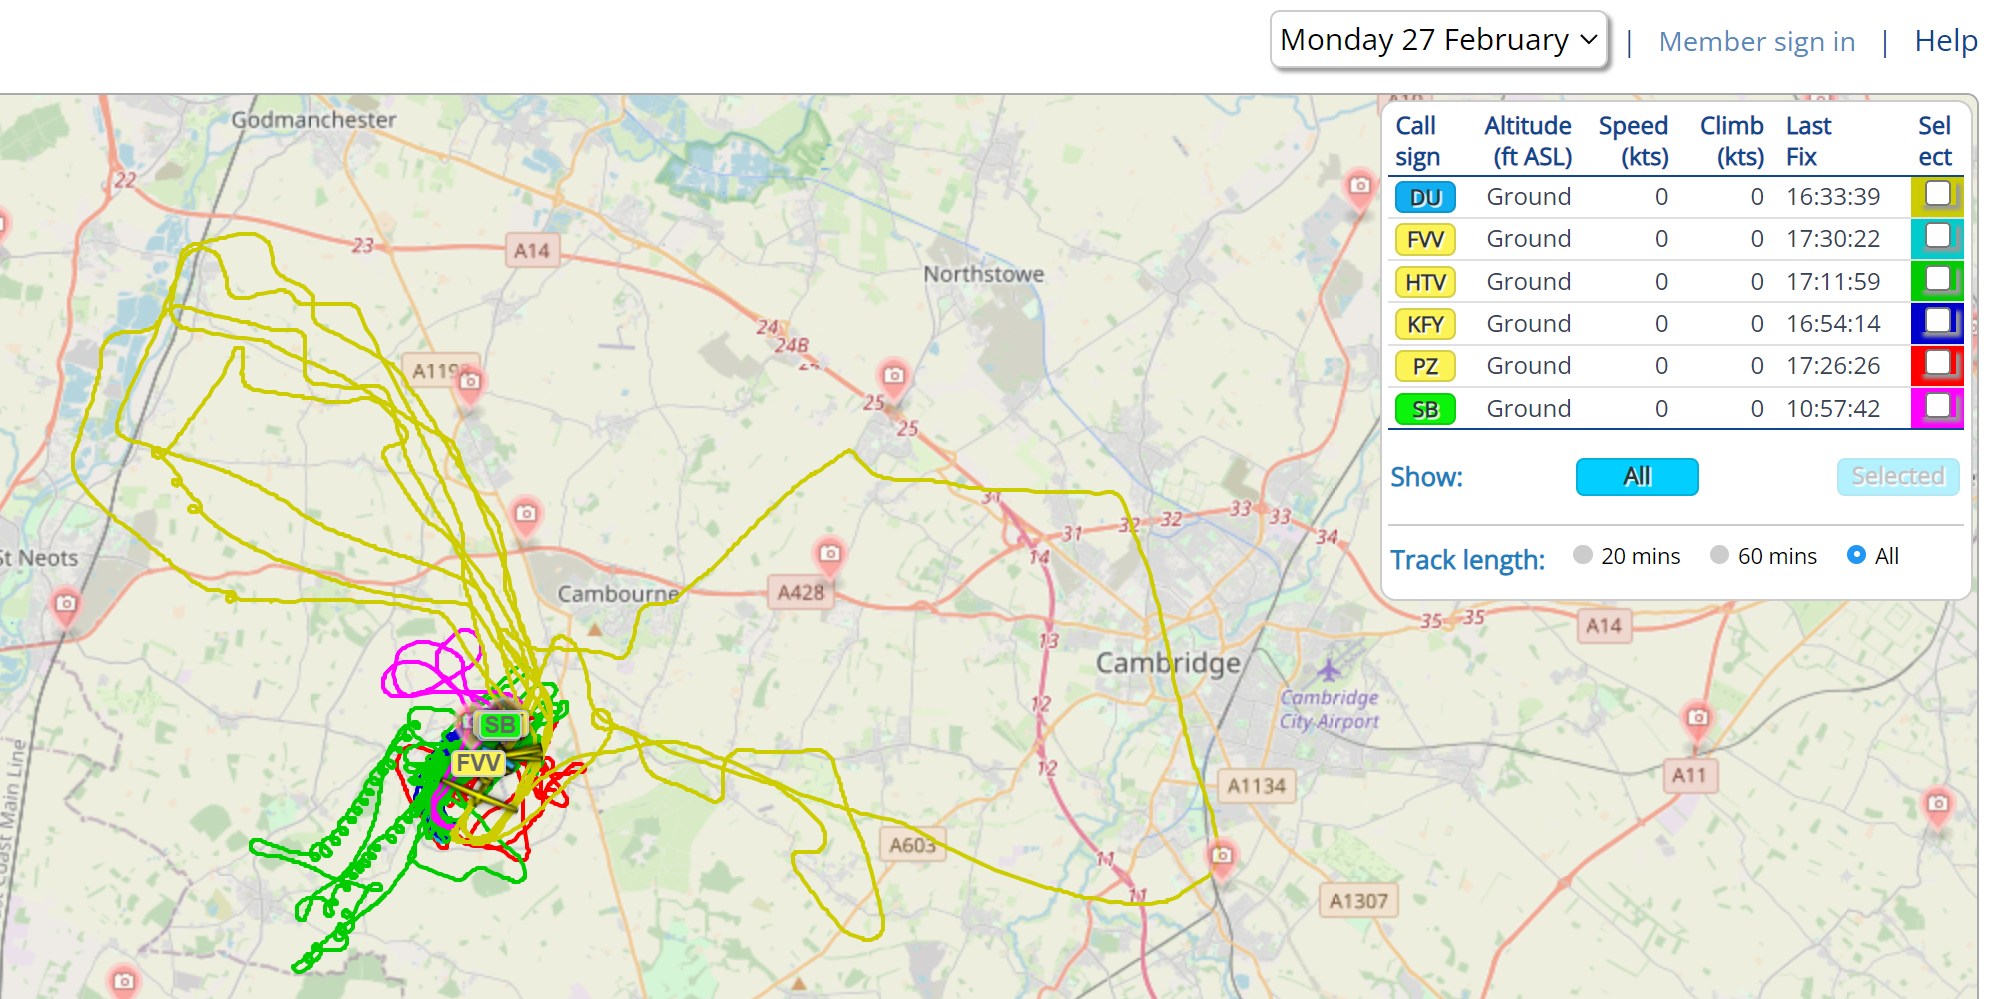 Monday 27 February
| Member sign in | Help
Call sign
Altitude (ft ASL)
Speed (kts)
Climb (kts)
Last Fix
Sel ect
DU Ground 0 0 16:33:39
FVV Ground 0 0 17:30:22
HTV Ground 0 0 17:11:59
KFY Ground 0 0 16:54:14
PZ Ground 0 0 17:26:26
SB Ground 0 0 10:57:42
Show: All Selected
Track length: 20 mins 60 mins All
Godmanchester
22
23
A14
Northstowe
24
24B
25
25
31
32
32
33
33
34
31
14
St Neots
Cambourne
A428
35
35
A14
13
Cambridge
Cambridge
City Airport
12
SB
FVV
12
A11
A1134
A603
11
11
A1307
Coast Main Line